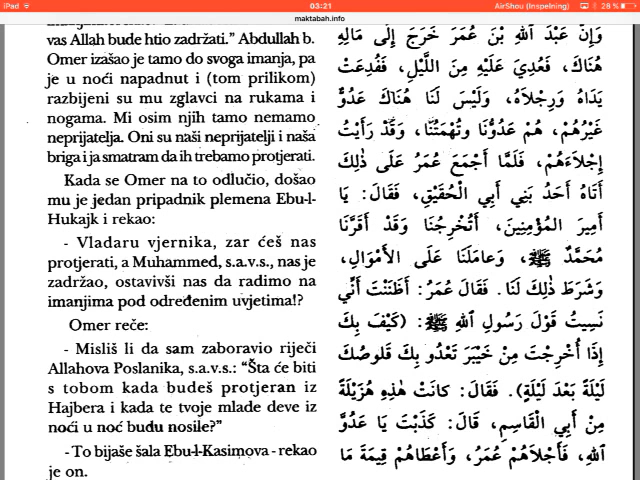 iPad
03:21
AirShou (Inspelning)
28 %
maktabah.info
vas Allah bude htio zadržati." Abdullah b.
Omer izašao je tamo do svoga imanja, pa
je u noći napadnut i (tom prilikom)
razbijeni su mu zglavci na rukama i
nogama. Mi osim njih tamo nemamo
neprijatelja. Oni su naši neprijatelji i naša
briga i ja smatram da ih trebamo protjerati.
Kada se Omer na to odlučio, došao
mu je jedan pripadnik plemena Ebu-l-
Hukajk i rekao:
- Vladaru vjernika, zar ćeš nas
protjerati, a Muhammed, s.a.v.s., nas je
zadržao, ostavivši nas da radimo na
imanjima pod određenim uvjetima!?
Omer reče:
- Misliš li da sam zaboravio riječi
Allahova Poslanika, s.a.v.s.: "Šta će biti
s tobom kada budeš protjeran iz
Hajbera i kada te tvoje mlade deve iz
noći u noć budu nosile?"
- To bijaše šala Ebu-l-Kasimova - rekao
je on.
وَإِنَّ عَبْدَ اللهِ بْنَ عُمَرَ خَرَجَ إِلَى مَالِهِ
هُنَاكَ، فَعُدِيَ عَلَيْهِ مِنَ اللَّيْلِ، فَفُدِعَتْ
يَدَاهُ وَرِجْلَاهُ، وَلَيْسَ لَنَا هُنَاكَ عَدُوٌّ
غَيْرُهُمْ، هُمْ عَدُوُّنَا وَتُهْمَتُنَا، وَقَدْ رَأَيْتُ
إِجْلَاءَهُمْ، فَلَمَّا أَجْمَعَ عُمَرُ عَلَى ذٰلِكَ
أَتَاهُ أَحَدُ بَنِي أَبِي الْحُقَيْقِ، فَقَالَ: يَا
أَمِيرَ الْمُؤْمِنِينَ، أَتُخْرِجُنَا وَقَدْ أَقَرَّنَا
مُحَمَّدٌ ﷺ، وَعَامَلَنَا عَلَى الْأَمْوَالِ،
وَشَرَطَ ذٰلِكَ لَنَا. فَقَالَ عُمَرُ: أَظَنَنْتَ أَنِّي
نَسِيتُ قَوْلَ رَسُولِ اللهِ ﷺ: (كَيْفَ بِكَ
إِذَا أُخْرِجْتَ مِنْ خَيْبَرَ تَعْدُو بِكَ قَلُوصُكَ
لَيْلَةً بَعْدَ لَيْلَةٍ). فَقَالَ: كَانَتْ هٰذِهِ هُزَيْلَةً
مِنْ أَبِي الْقَاسِمِ، قَالَ: كَذَبْتَ يَا عَدُوَّ
اللهِ، فَأَجْلَاهُمْ عُمَرُ، وَأَعْطَاهُمْ قِيمَةَ مَا